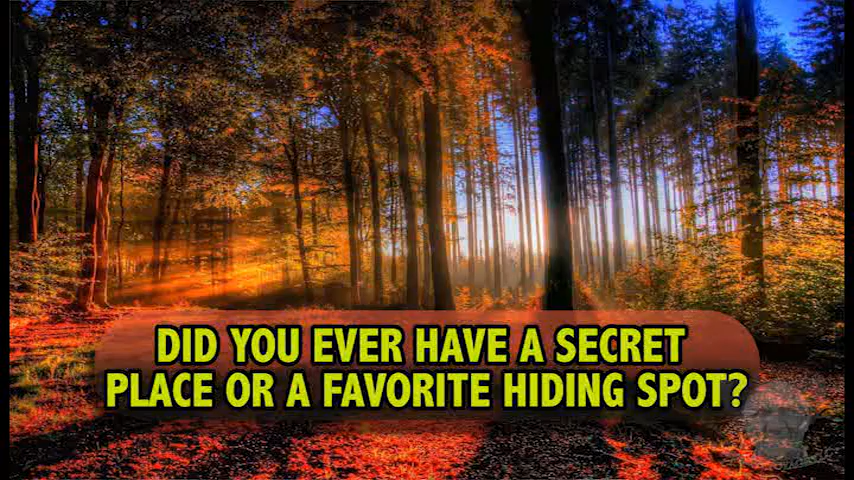 DID YOU EVER HAVE A SECRET
PLACE OR A FAVORITE HIDING SPOT?